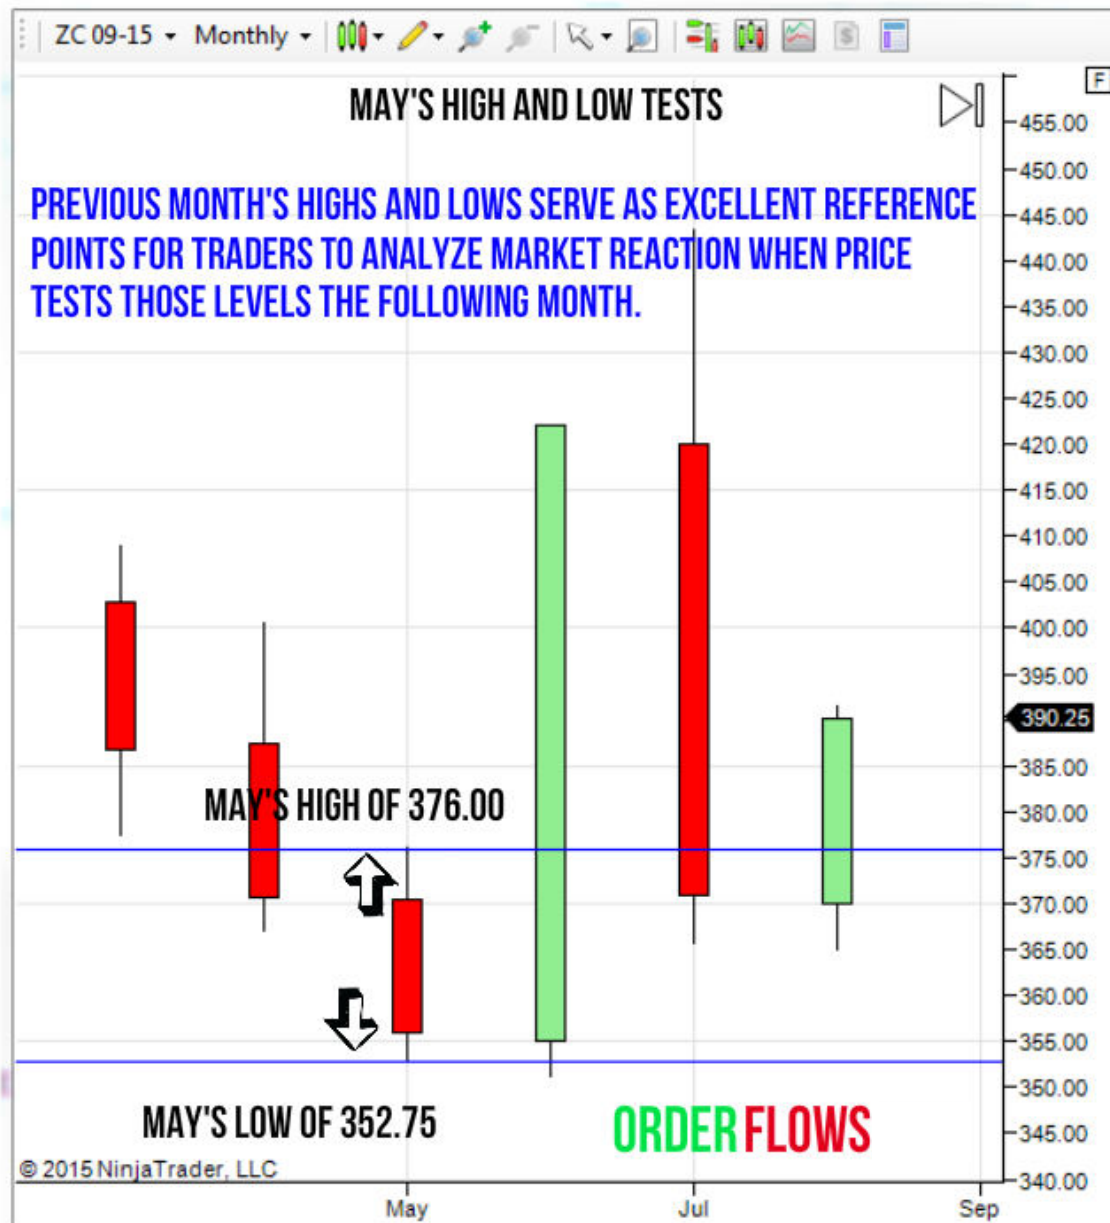 ZC 09-15 Monthly
F
MAY'S HIGH AND LOW TESTS
PREVIOUS MONTH'S HIGHS AND LOWS SERVE AS EXCELLENT REFERENCE
POINTS FOR TRADERS TO ANALYZE MARKET REACTION WHEN PRICE
TESTS THOSE LEVELS THE FOLLOWING MONTH.
455.00
450.00
445.00
440.00
435.00
430.00
425.00
420.00
415.00
410.00
405.00
400.00
395.00
390.25
385.00
380.00
375.00
370.00
365.00
360.00
355.00
350.00
345.00
340.00
MAY'S HIGH OF 376.00
MAY'S LOW OF 352.75
ORDER FLOWS
© 2015 NinjaTrader, LLC
May Jul Sep